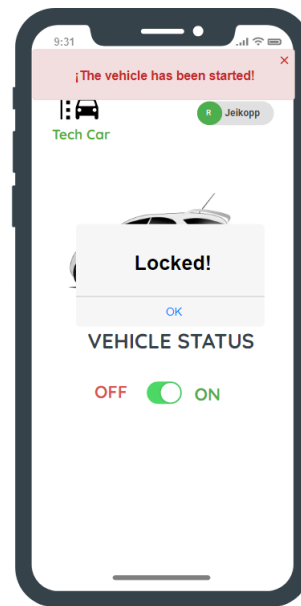 9:31
×
¡The vehicle has been started!
Tech Car
R Jeikopp
Locked!
OK
VEHICLE STATUS
OFF ON